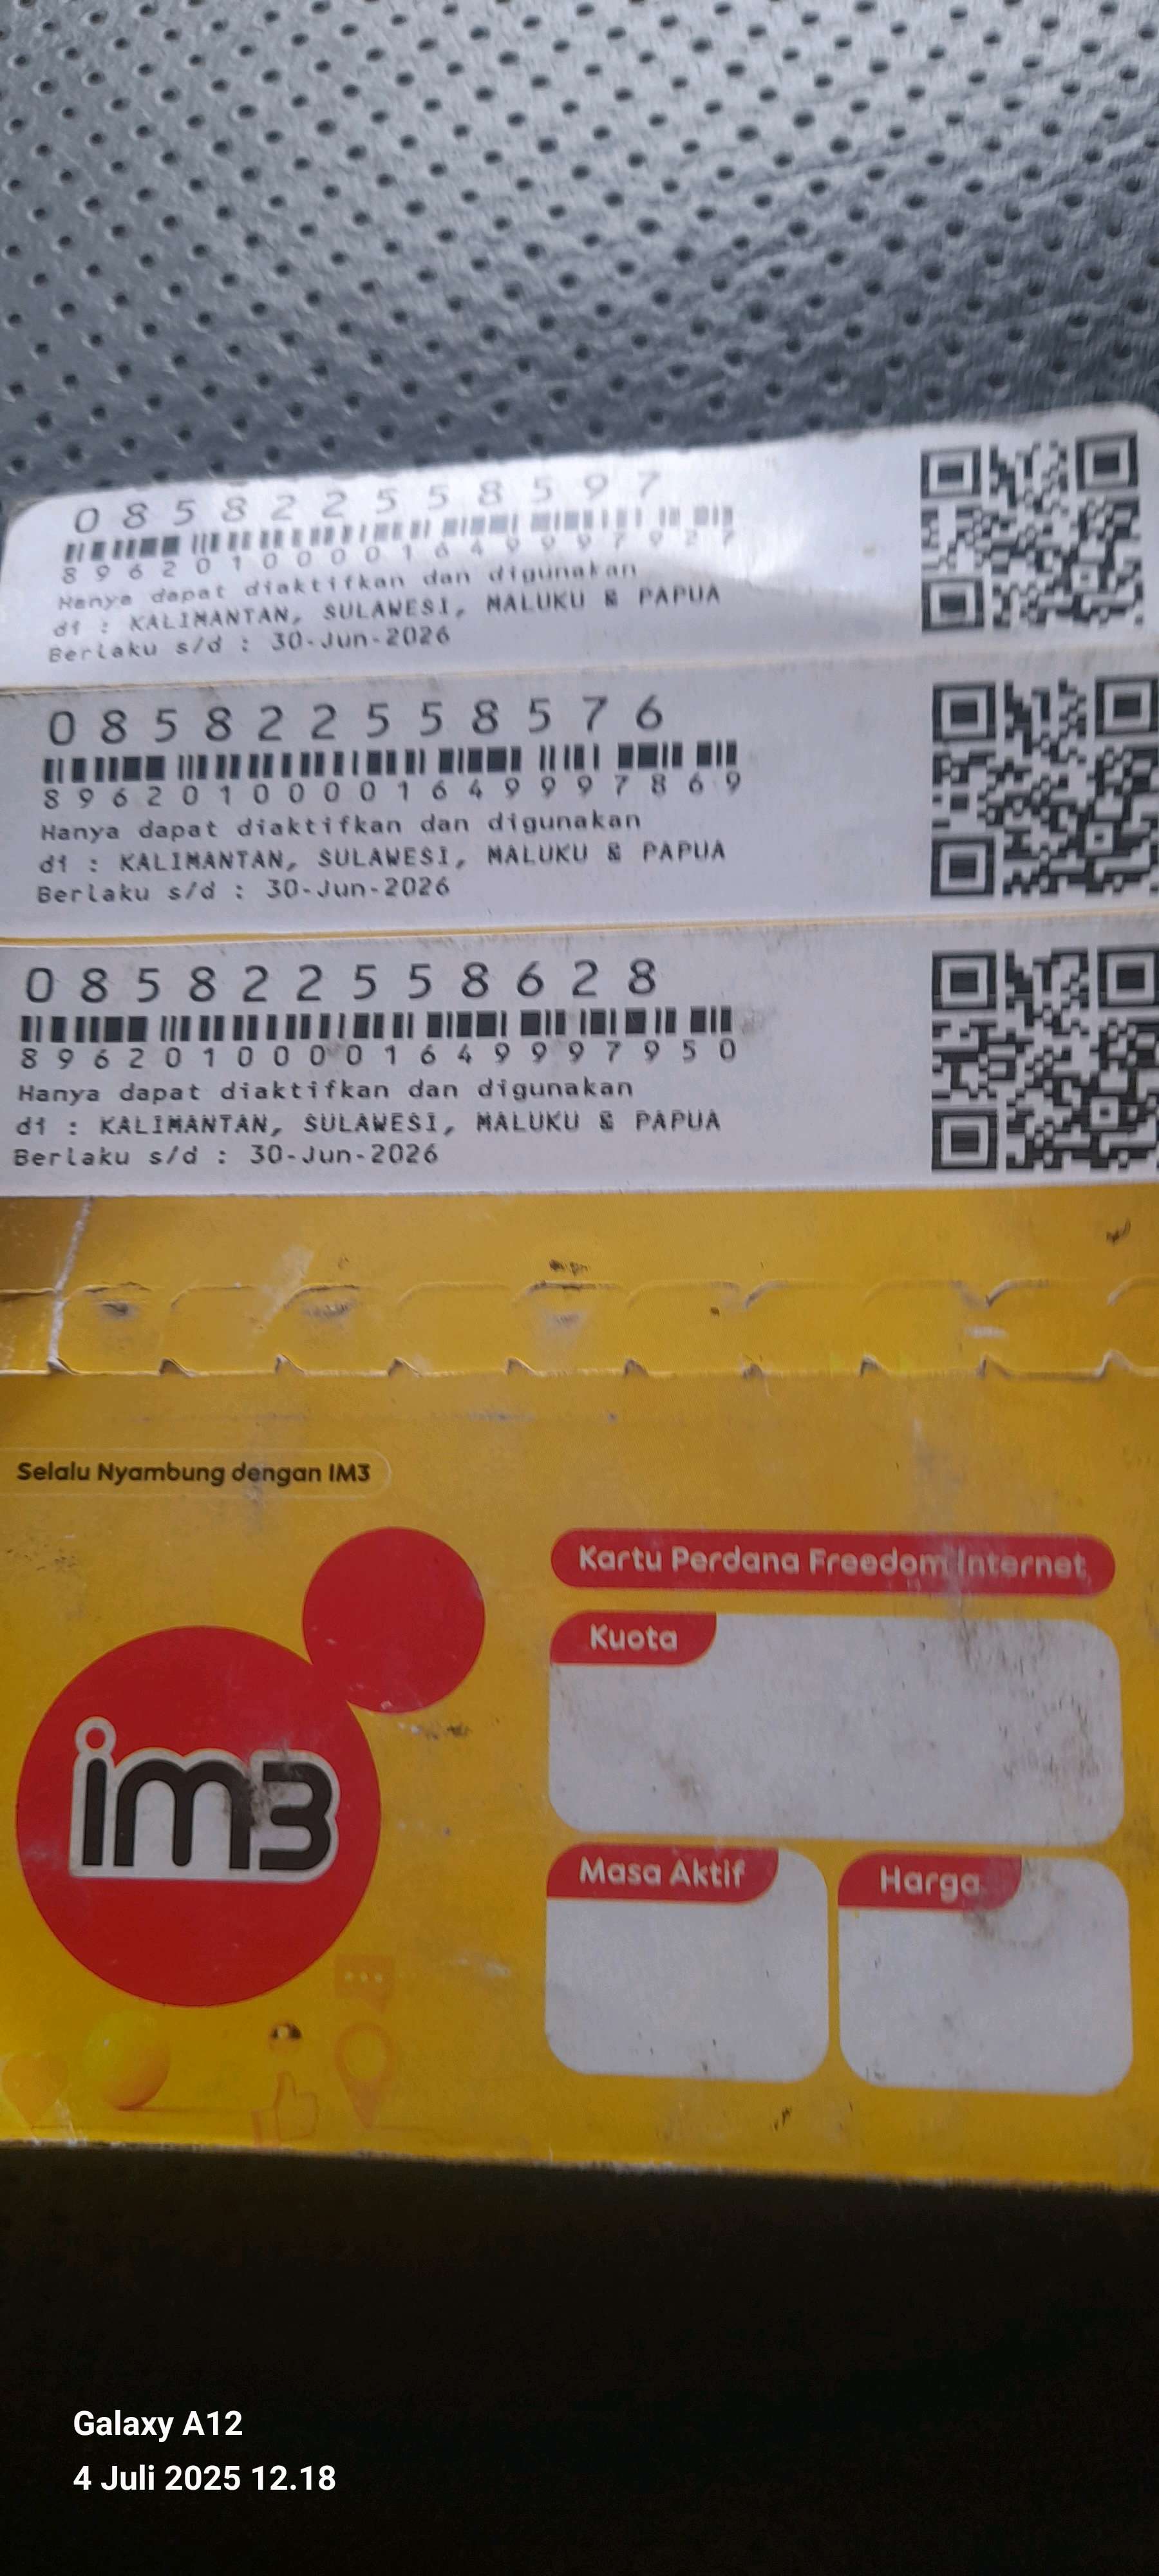 085822558597
89620100001649997927
Hanya dapat diaktifkan dan digunakan
di : KALIMANTAN, SULAWESI, MALUKU & PAPUA
Berlaku s/d : 30-Jun-2026
085822558576
89620100001649997869
Hanya dapat diaktifkan dan digunakan
di : KALIMANTAN, SULAWESI, MALUKU & PAPUA
Berlaku s/d : 30-Jun-2026
085822558628
89620100001649997950
Hanya dapat diaktifkan dan digunakan
di : KALIMANTAN, SULAWESI, MALUKU & PAPUA
Berlaku s/d : 30-Jun-2026
Selalu Nyambung dengan IM3
im3
Kartu Perdana Freedom Internet
Kuota
Masa Aktif
Harga
Galaxy A12
4 Juli 2025 12.18